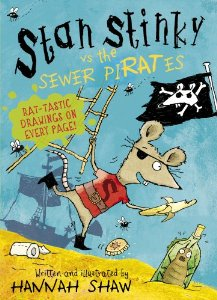 Stan Stinky
vs the
SEWER PiRATES
RAT-TASTIC
DRAWINGS ON
EVERY PAGE!
S
Written and illustrated by
HANNAH SHAW